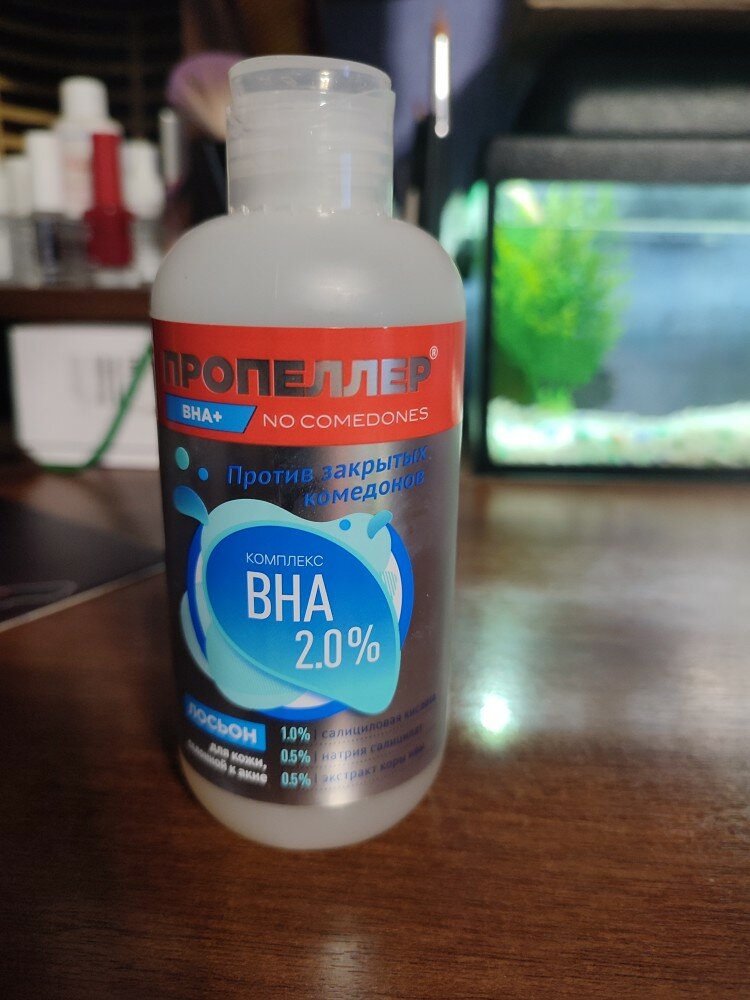 ПРОПЕЛЛЕР®
BHA+
NO COMEDONES
Против закрытых
комедонов
КОМПЛЕКС
BHA
2.0%
ЛОСЬОН
для кожи,
склонной к акне
1.0% | салициловая кислота
0.5% | натрия салицилат
0.5% | экстракт коры ивы